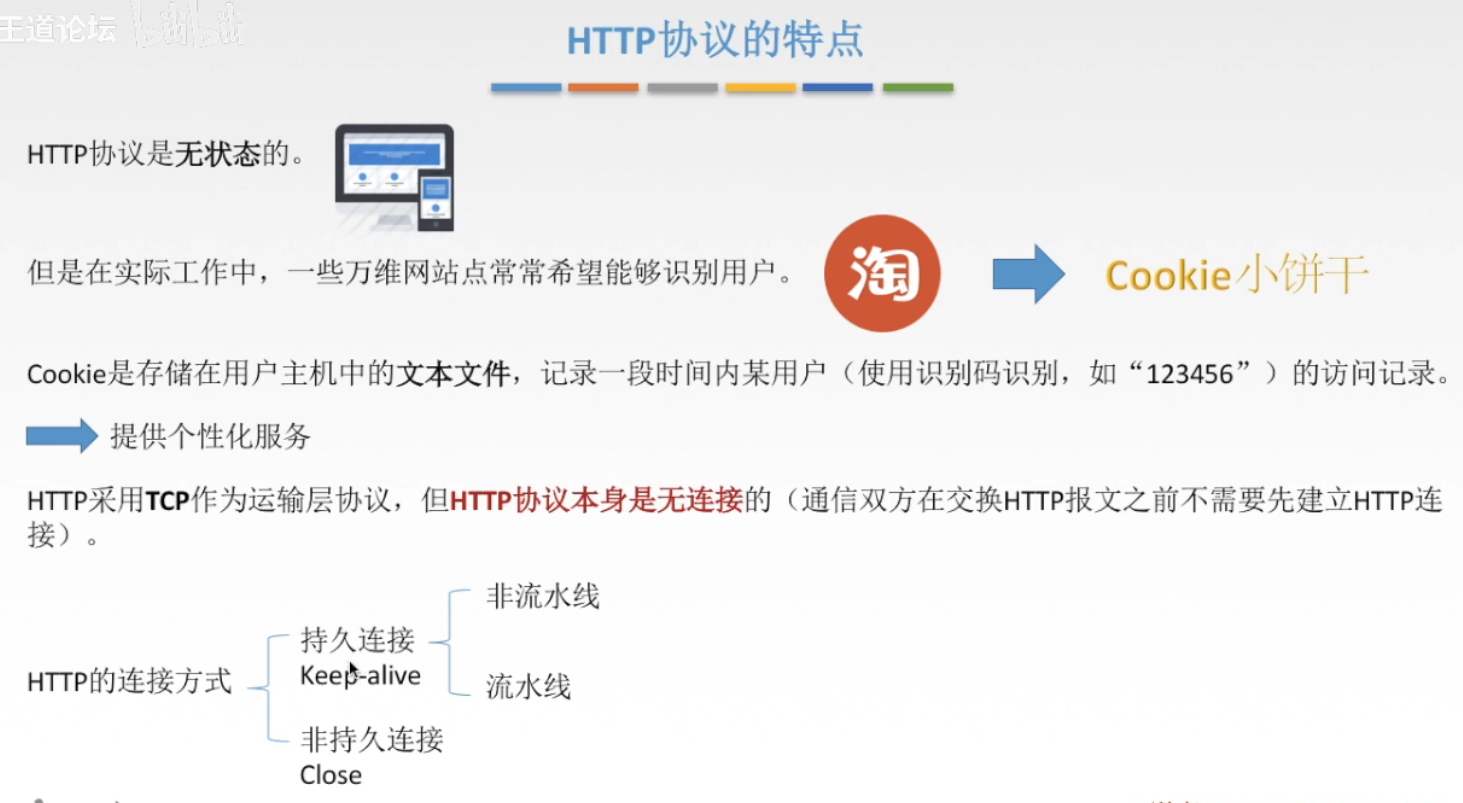 王道论坛 bilibili
HTTP协议的特点
HTTP协议是无状态的。
但是在实际工作中，一些万维网站点常常希望能够识别用户。
淘
Cookie小饼干
Cookie是存储在用户主机中的文本文件，记录一段时间内某用户（使用识别码识别，如“123456”）的访问记录。
提供个性化服务
HTTP采用TCP作为运输层协议，但HTTP协议本身是无连接的（通信双方在交换HTTP报文之前不需要先建立HTTP连
接）。
非流水线
持久连接
Keep-alive
HTTP的连接方式
流水线
非持久连接
Close